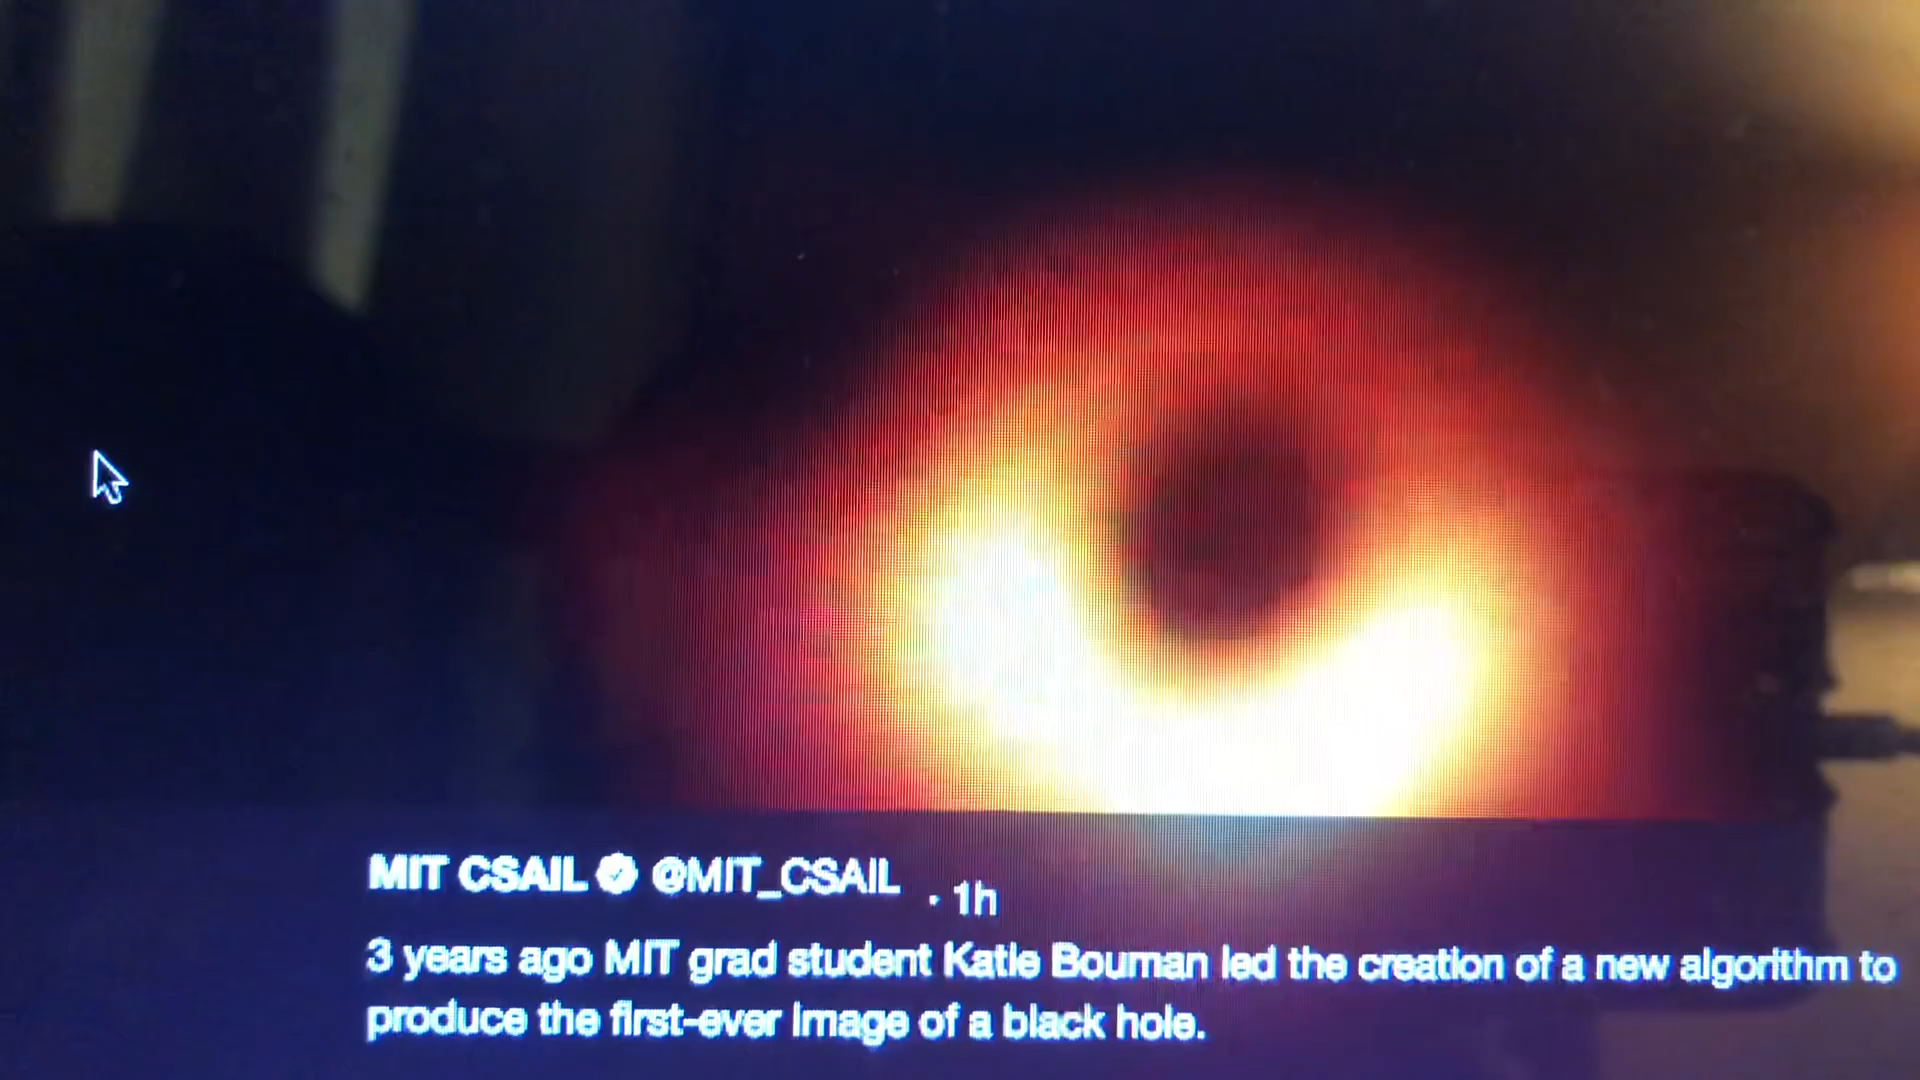 MIT CSAIL @MIT_CSAIL · 1h
3 years ago MIT grad student Katie Bouman led the creation of a new algorithm to
produce the first-ever image of a black hole.